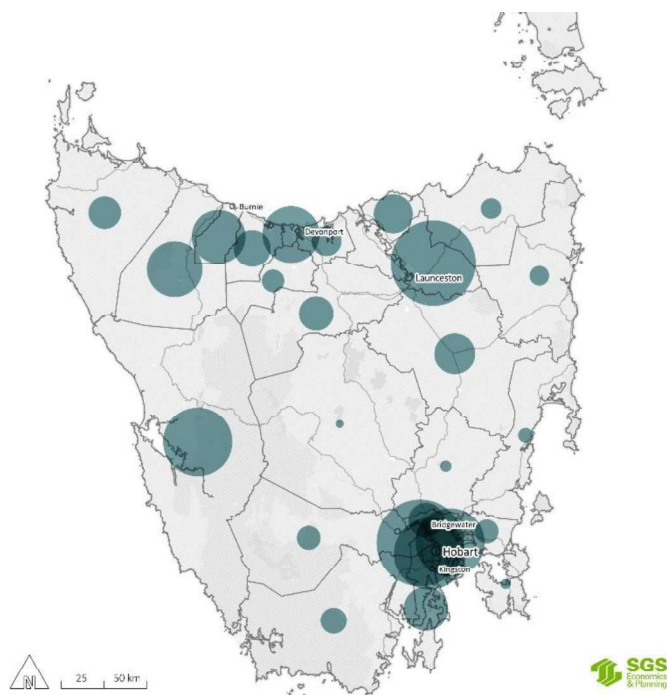 Burnie
Devonport
Launceston
Bridgewater
Hobart
Kingston
N
25 50 km
SGS
Economics
& Planning